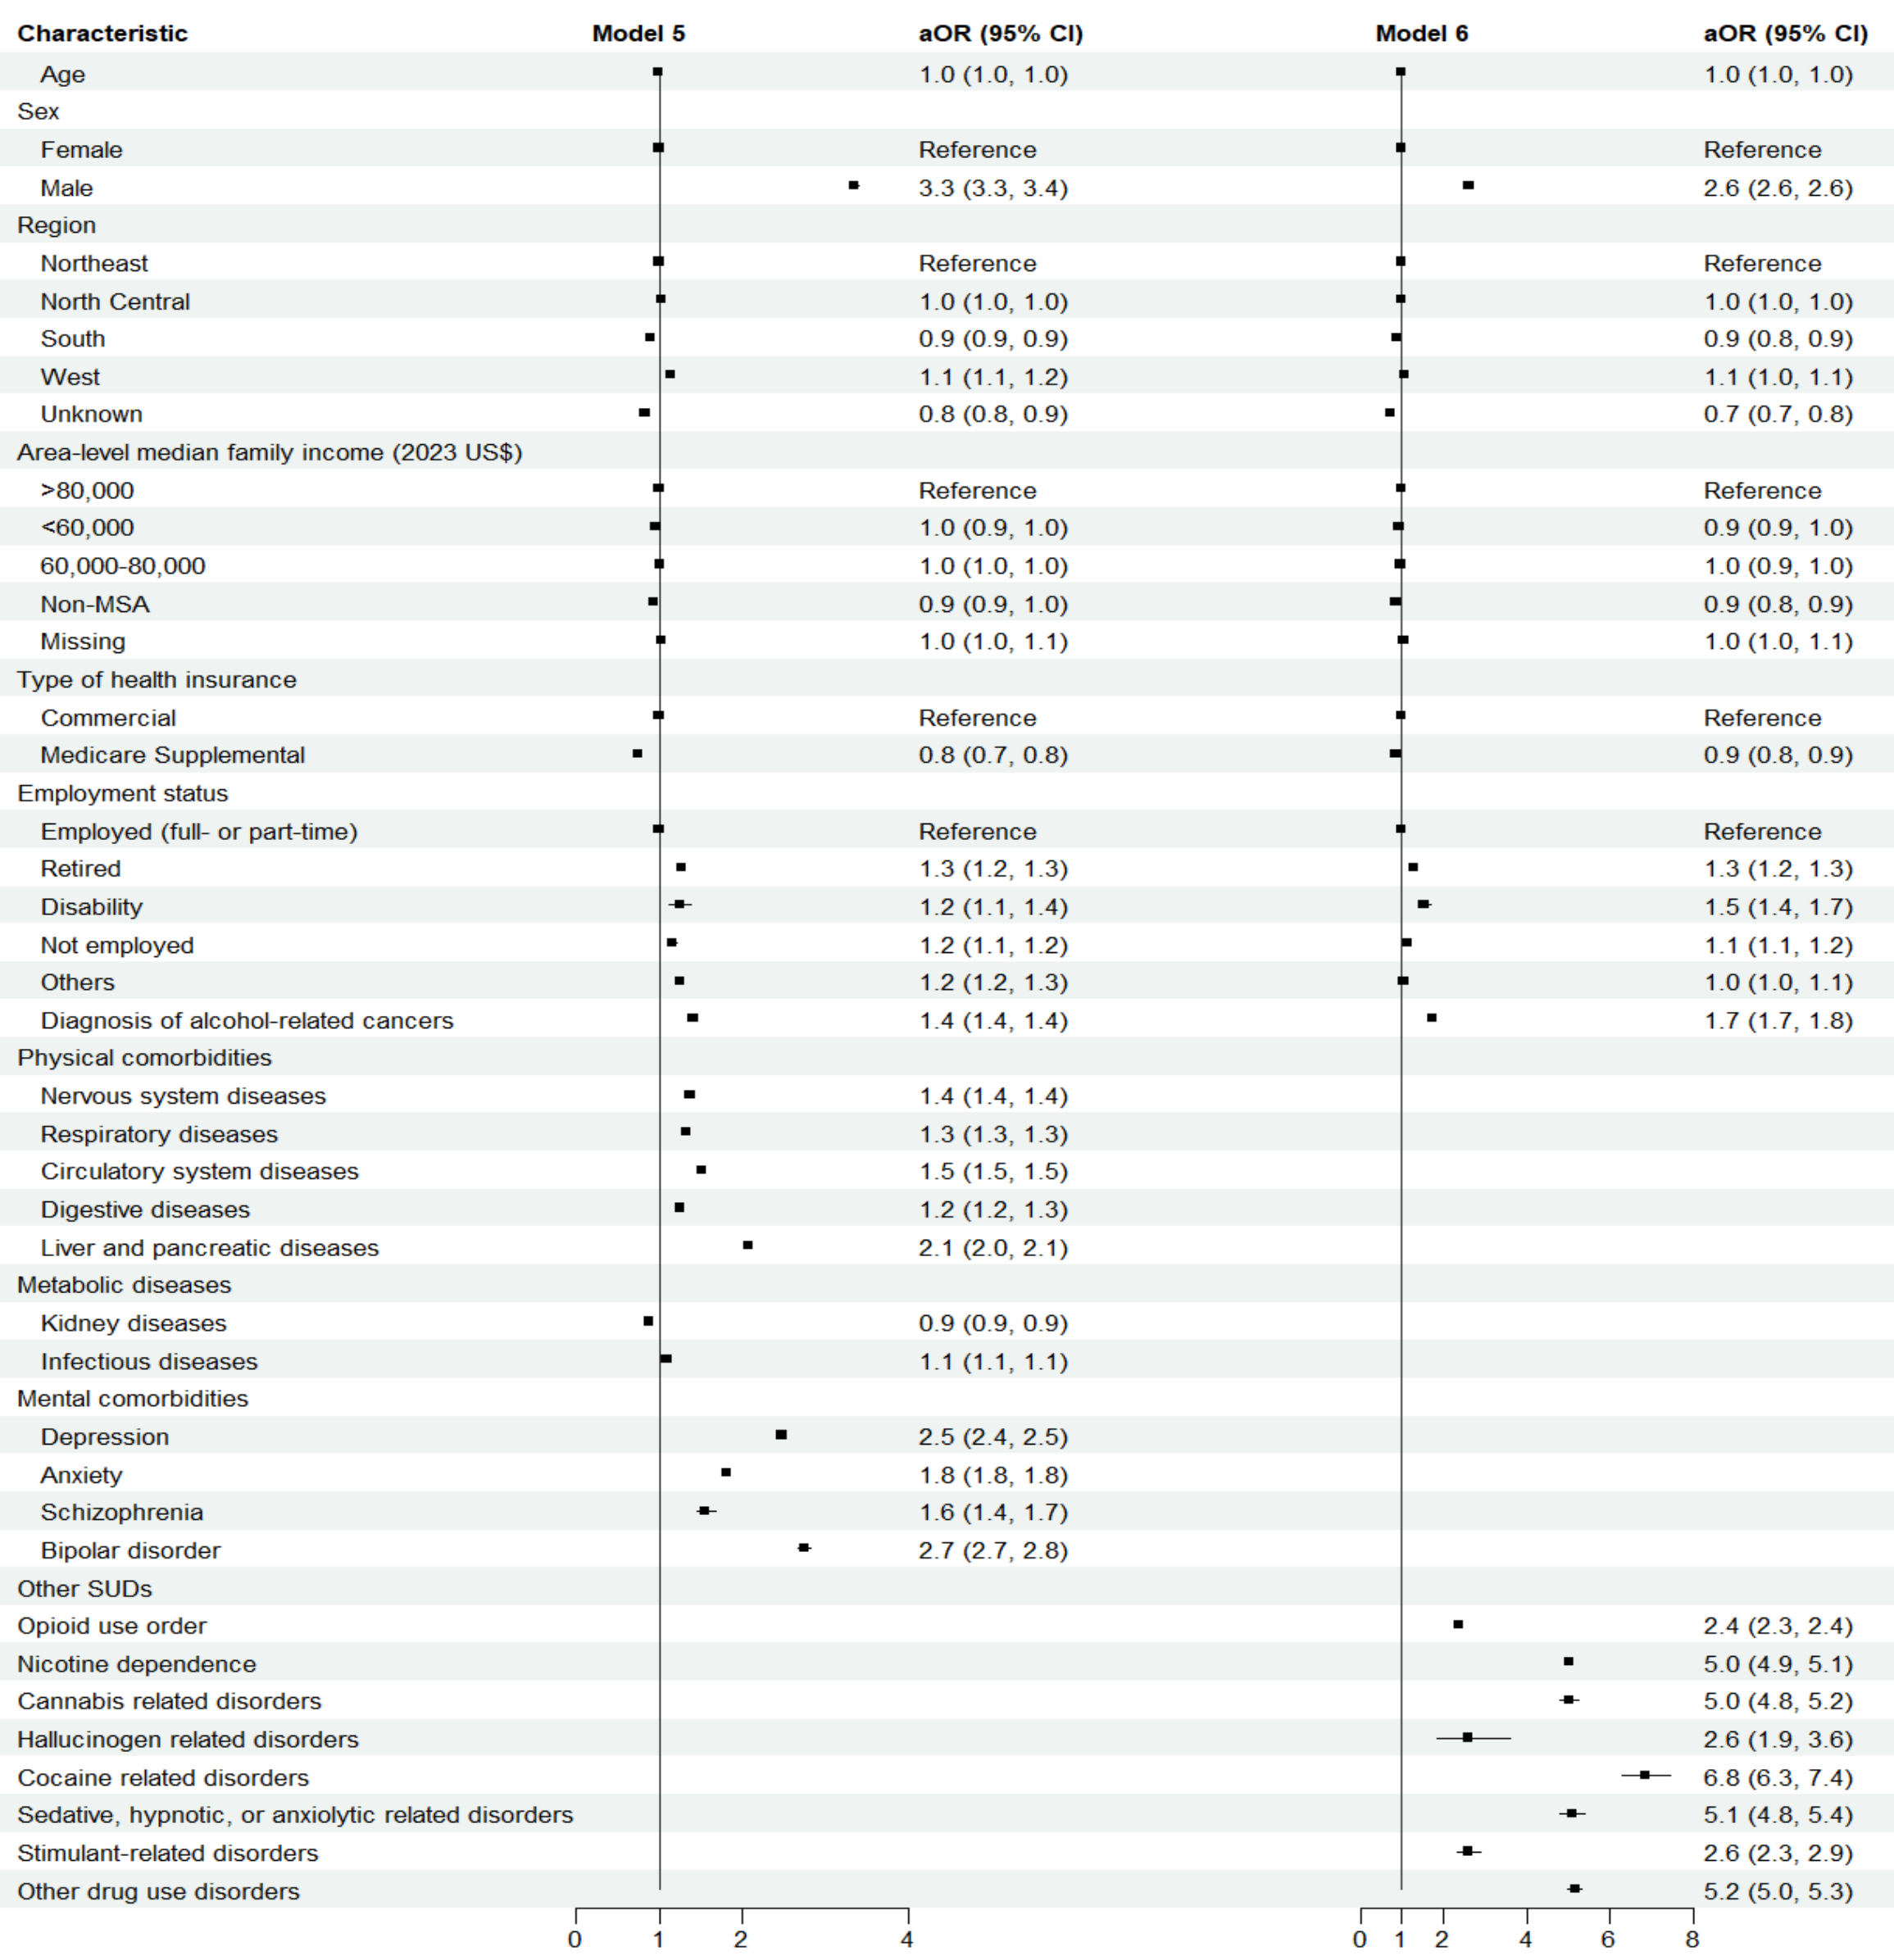 Characteristic Model 5 aOR (95% CI) Model 6 aOR (95% CI)
Age 1.0 (1.0, 1.0) 1.0 (1.0, 1.0)
Sex
Female Reference Reference
Male 3.3 (3.3, 3.4) 2.6 (2.6, 2.6)
Region
Northeast Reference Reference
North Central 1.0 (1.0, 1.0) 1.0 (1.0, 1.0)
South 0.9 (0.9, 0.9) 0.9 (0.8, 0.9)
West 1.1 (1.1, 1.2) 1.1 (1.0, 1.1)
Unknown 0.8 (0.8, 0.9) 0.7 (0.7, 0.8)
Area-level median family income (2023 US$)
>80,000 Reference Reference
<60,000 1.0 (0.9, 1.0) 0.9 (0.9, 1.0)
60,000-80,000 1.0 (1.0, 1.0) 1.0 (0.9, 1.0)
Non-MSA 0.9 (0.9, 1.0) 0.9 (0.8, 0.9)
Missing 1.0 (1.0, 1.1) 1.0 (1.0, 1.1)
Type of health insurance
Commercial Reference Reference
Medicare Supplemental 0.8 (0.7, 0.8) 0.9 (0.8, 0.9)
Employment status
Employed (full- or part-time) Reference Reference
Retired 1.3 (1.2, 1.3) 1.3 (1.2, 1.3)
Disability 1.2 (1.1, 1.4) 1.5 (1.4, 1.7)
Not employed 1.2 (1.1, 1.2) 1.1 (1.1, 1.2)
Others 1.2 (1.2, 1.3) 1.0 (1.0, 1.1)
Diagnosis of alcohol-related cancers 1.4 (1.4, 1.4) 1.7 (1.7, 1.8)
Physical comorbidities
Nervous system diseases 1.4 (1.4, 1.4)
Respiratory diseases 1.3 (1.3, 1.3)
Circulatory system diseases 1.5 (1.5, 1.5)
Digestive diseases 1.2 (1.2, 1.3)
Liver and pancreatic diseases 2.1 (2.0, 2.1)
Metabolic diseases
Kidney diseases 0.9 (0.9, 0.9)
Infectious diseases 1.1 (1.1, 1.1)
Mental comorbidities
Depression 2.5 (2.4, 2.5)
Anxiety 1.8 (1.8, 1.8)
Schizophrenia 1.6 (1.4, 1.7)
Bipolar disorder 2.7 (2.7, 2.8)
Other SUDs
Opioid use order 2.4 (2.3, 2.4)
Nicotine dependence 5.0 (4.9, 5.1)
Cannabis related disorders 5.0 (4.8, 5.2)
Hallucinogen related disorders 2.6 (1.9, 3.6)
Cocaine related disorders 6.8 (6.3, 7.4)
Sedative, hypnotic, or anxiolytic related disorders 5.1 (4.8, 5.4)
Stimulant-related disorders 2.6 (2.3, 2.9)
Other drug use disorders 5.2 (5.0, 5.3)
0 1 2 4 0 1 2 4 6 8